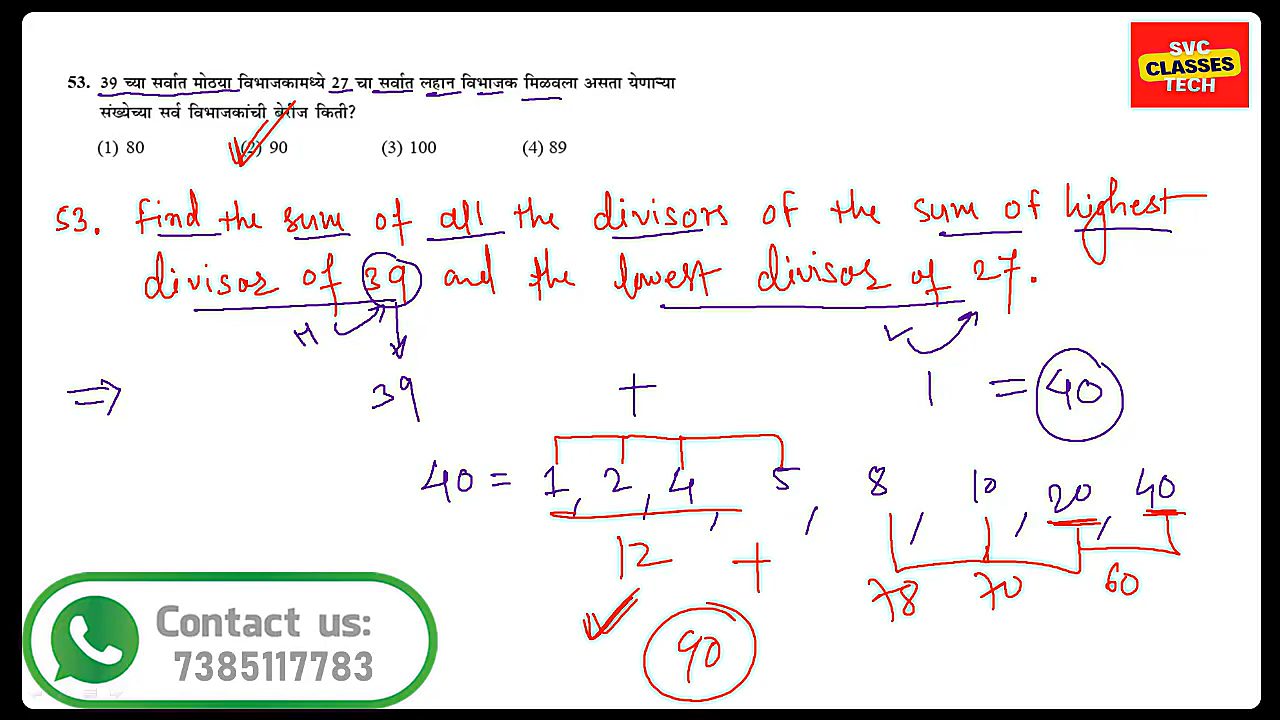 SVC
CLASSES
TECH
53. 39 च्या सर्वात मोठया विभाजकामध्ये 27 चा सर्वात लहान विभाजक मिळवला असता येणाऱ्या
संख्येच्या सर्व विभाजकांची बेरीज किती?
(1) 80 (2) 90 (3) 100 (4) 89
53. Find the sum of all the divisors of the sum of highest
divisor of 39 and the lowest divisor of 27.
H
39 + 1 = 40
40 = 1, 2, 4, 5, 8, 10, 20, 40
12 + 78 70 60
90
Contact us:
7385117783